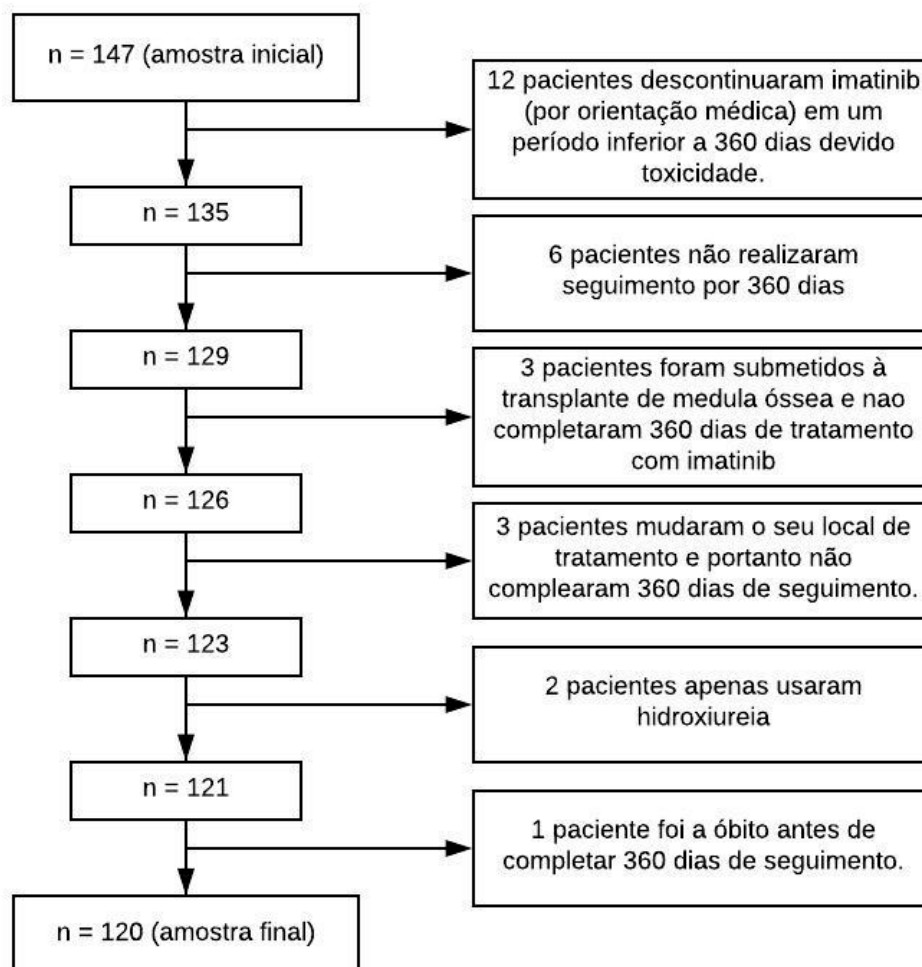 n = 147 (amostra inicial)
12 pacientes descontinuaram imatinib
(por orientação médica) em um
período inferior a 360 dias devido
toxicidade.
n = 135
6 pacientes não realizaram
seguimento por 360 dias
n = 129
3 pacientes foram submetidos à
transplante de medula óssea e nao
completaram 360 dias de tratamento
com imatinib
n = 126
3 pacientes mudaram o seu local de
tratamento e portanto não
complearam 360 dias de seguimento.
n = 123
2 pacientes apenas usaram
hidroxiureia
n = 121
1 paciente foi a óbito antes de
completar 360 dias de seguimento.
n = 120 (amostra final)